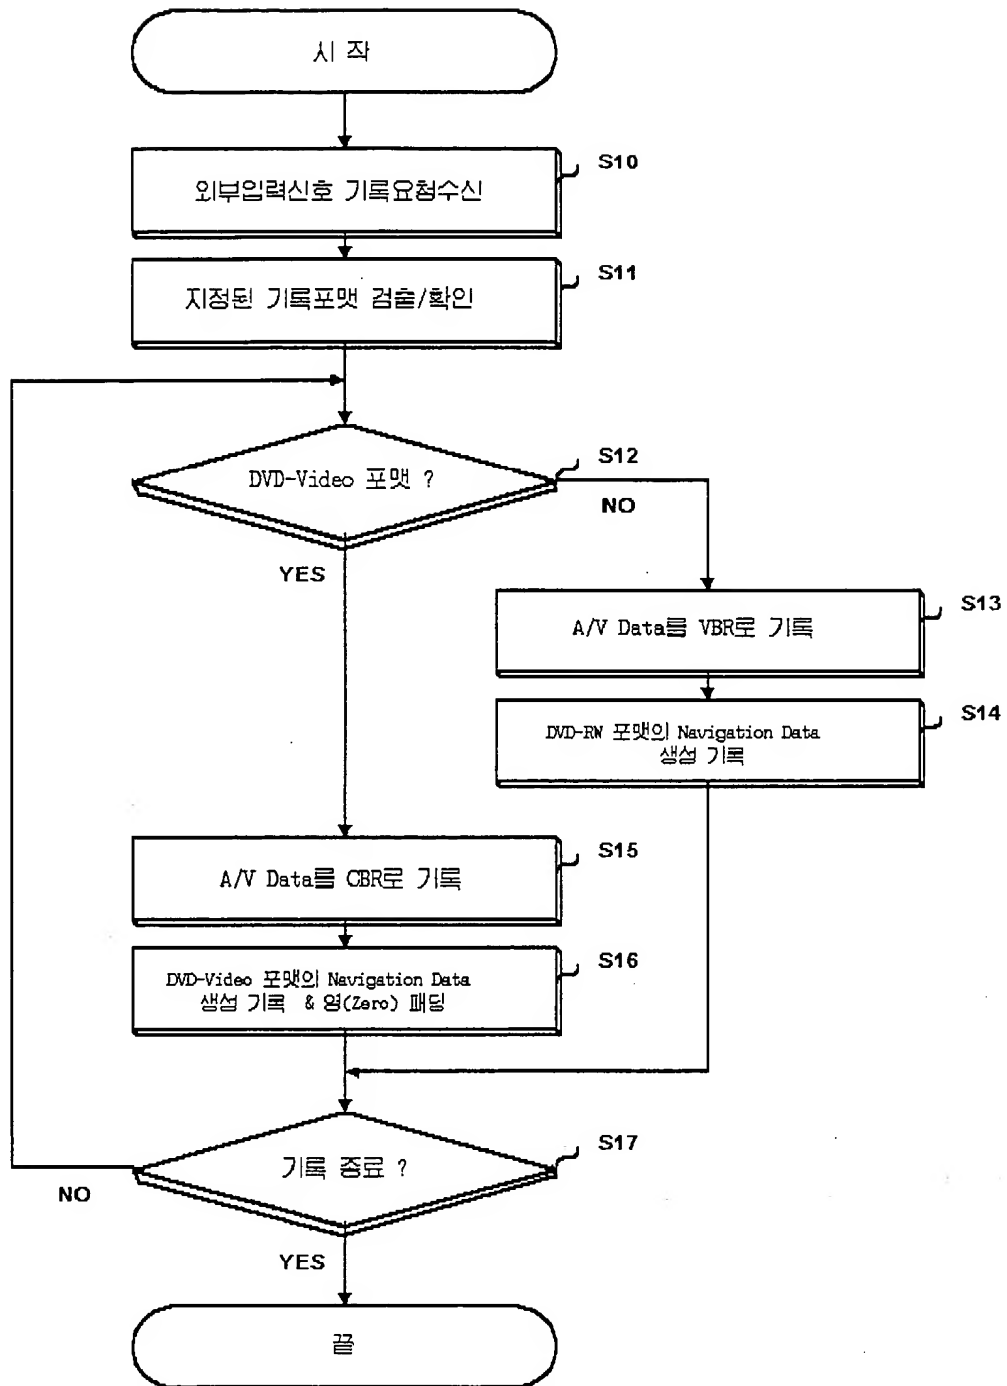 시 작
S10
외부입력신호 기록요청수신
S11
지정된 기록포맷 검출/확인
S12
DVD-Video 포맷 ?
NO
YES
S13
A/V Data를 VBR로 기록
S14
DVD-RW 포맷의 Navigation Data
생성 기록
S15
A/V Data를 CBR로 기록
S16
DVD-Video 포맷의 Navigation Data
생성 기록 & 영(Zero) 패딩
S17
기록 종료 ?
NO
YES
끝